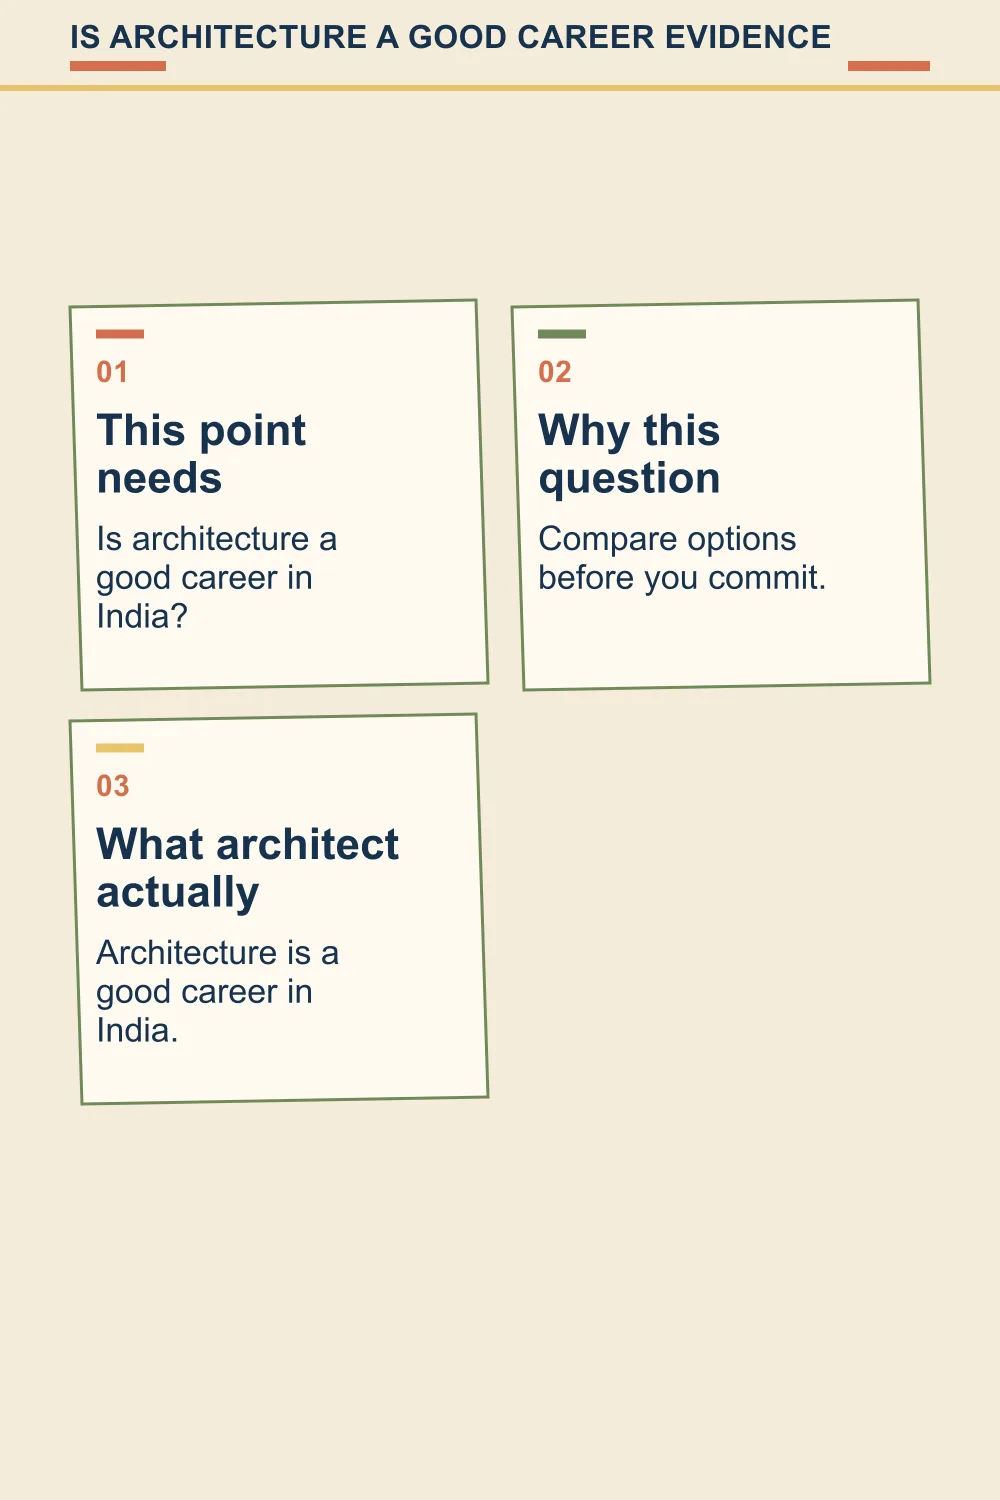 IS ARCHITECTURE A GOOD CAREER EVIDENCE
01
This point
needs
Is architecture a
good career in
India?
02
Why this
question
Compare options
before you commit.
03
What architect
actually
Architecture is a
good career in
India.